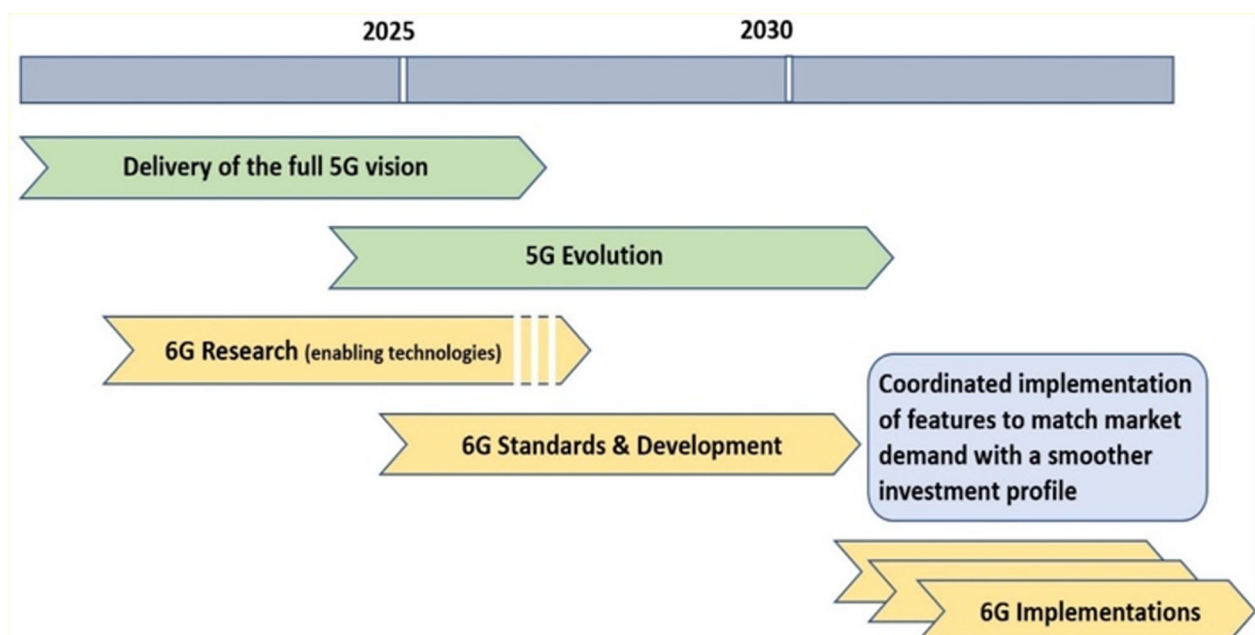 2025
2030
Delivery of the full 5G vision
5G Evolution
6G Research (enabling technologies)
6G Standards & Development
Coordinated implementation
of features to match market
demand with a smoother
investment profile
6G Implementations